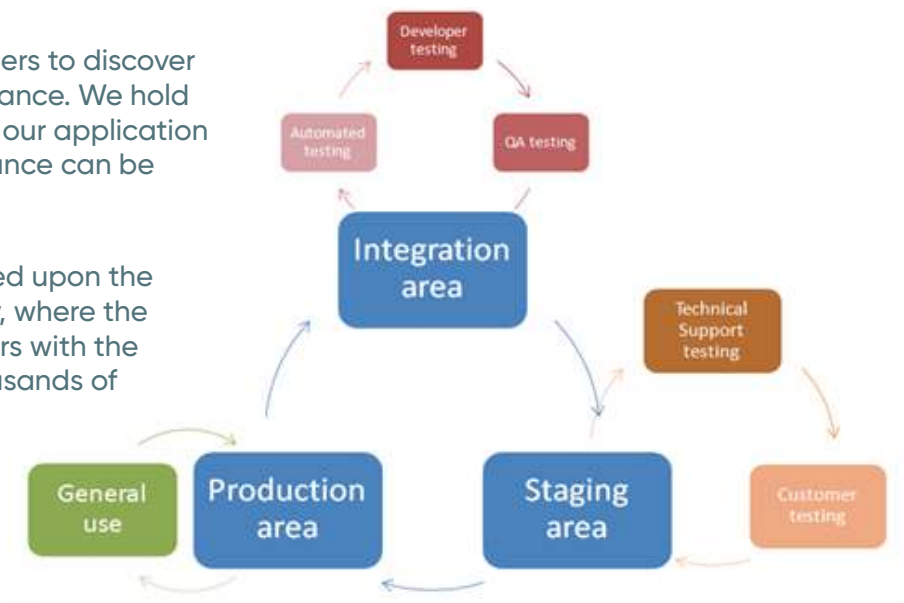 ers to discover
ance. We hold
our application
ance can be
ed upon the
, where the
rs with the
usands of
Developer
testing
Automated
testing
QA testing
Integration
area
Technical
Support
testing
General
use
Production
area
Staging
area
Customer
testing